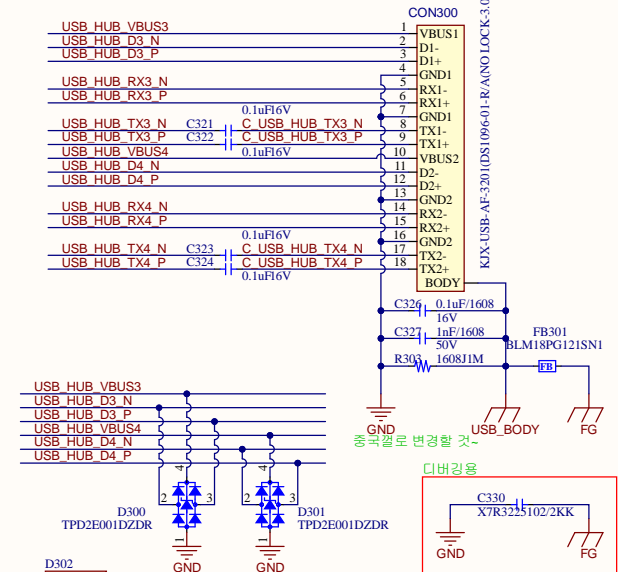 CON300
KJX-USB-AF-3201(DS1096-01-R/A(NO LOCK-3.0
USB_HUB_VBUS3 1 VBUS1
USB_HUB_D3_N 2 D1-
USB_HUB_D3_P 3 D1+
4 GND1
USB_HUB_RX3_N 5 RX1-
USB_HUB_RX3_P 6 RX1+
0.1uF16V 7 GND1
USB_HUB_TX3_N C321 C_USB_HUB_TX3_N 8 TX1-
USB_HUB_TX3_P C322 C_USB_HUB_TX3_P 9 TX1+
USB_HUB_VBUS4 0.1uF16V 10 VBUS2
USB_HUB_D4_N 11 D2-
USB_HUB_D4_P 12 D2+
13 GND2
USB_HUB_RX4_N 14 RX2-
USB_HUB_RX4_P 15 RX2+
0.1uF16V 16 GND2
USB_HUB_TX4_N C323 C_USB_HUB_TX4_N 17 TX2-
USB_HUB_TX4_P C324 C_USB_HUB_TX4_P 18 TX2+
0.1uF16V BODY
C326 0.1uF/1608
16V
C327 1nF/1608
50V
R303 1608J1M
FB301
BLM18PG121SN1
FB
GND USB_BODY FG
중국껄로 변경할 것~
USB_HUB_VBUS3
USB_HUB_D3_N
USB_HUB_D3_P
USB_HUB_VBUS4
USB_HUB_D4_N
USB_HUB_D4_P
4 4
2 3 2 3
D300 D301
TPD2E001DZDR TPD2E001DZDR
1 1
GND GND
디버깅용
C330
X7R3225102/2KK
GND FG
D302